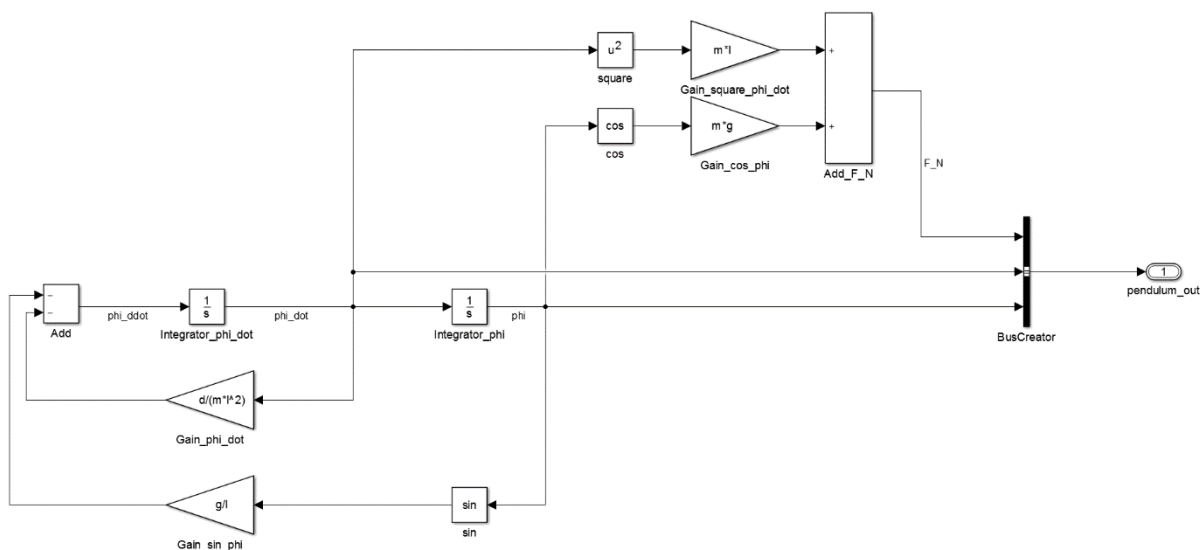 u²
square
m*l
Gain_square_phi_dot
+
cos
cos
m*g
Gain_cos_phi
+
Add_F_N
F_N
1
pendulum_out
BusCreator
−
−
Add
phi_ddot
1
s
Integrator_phi_dot
phi_dot
1
s
Integrator_phi
phi
d/(m*l^2)
Gain_phi_dot
g/l
Gain_sin_phi
sin
sin